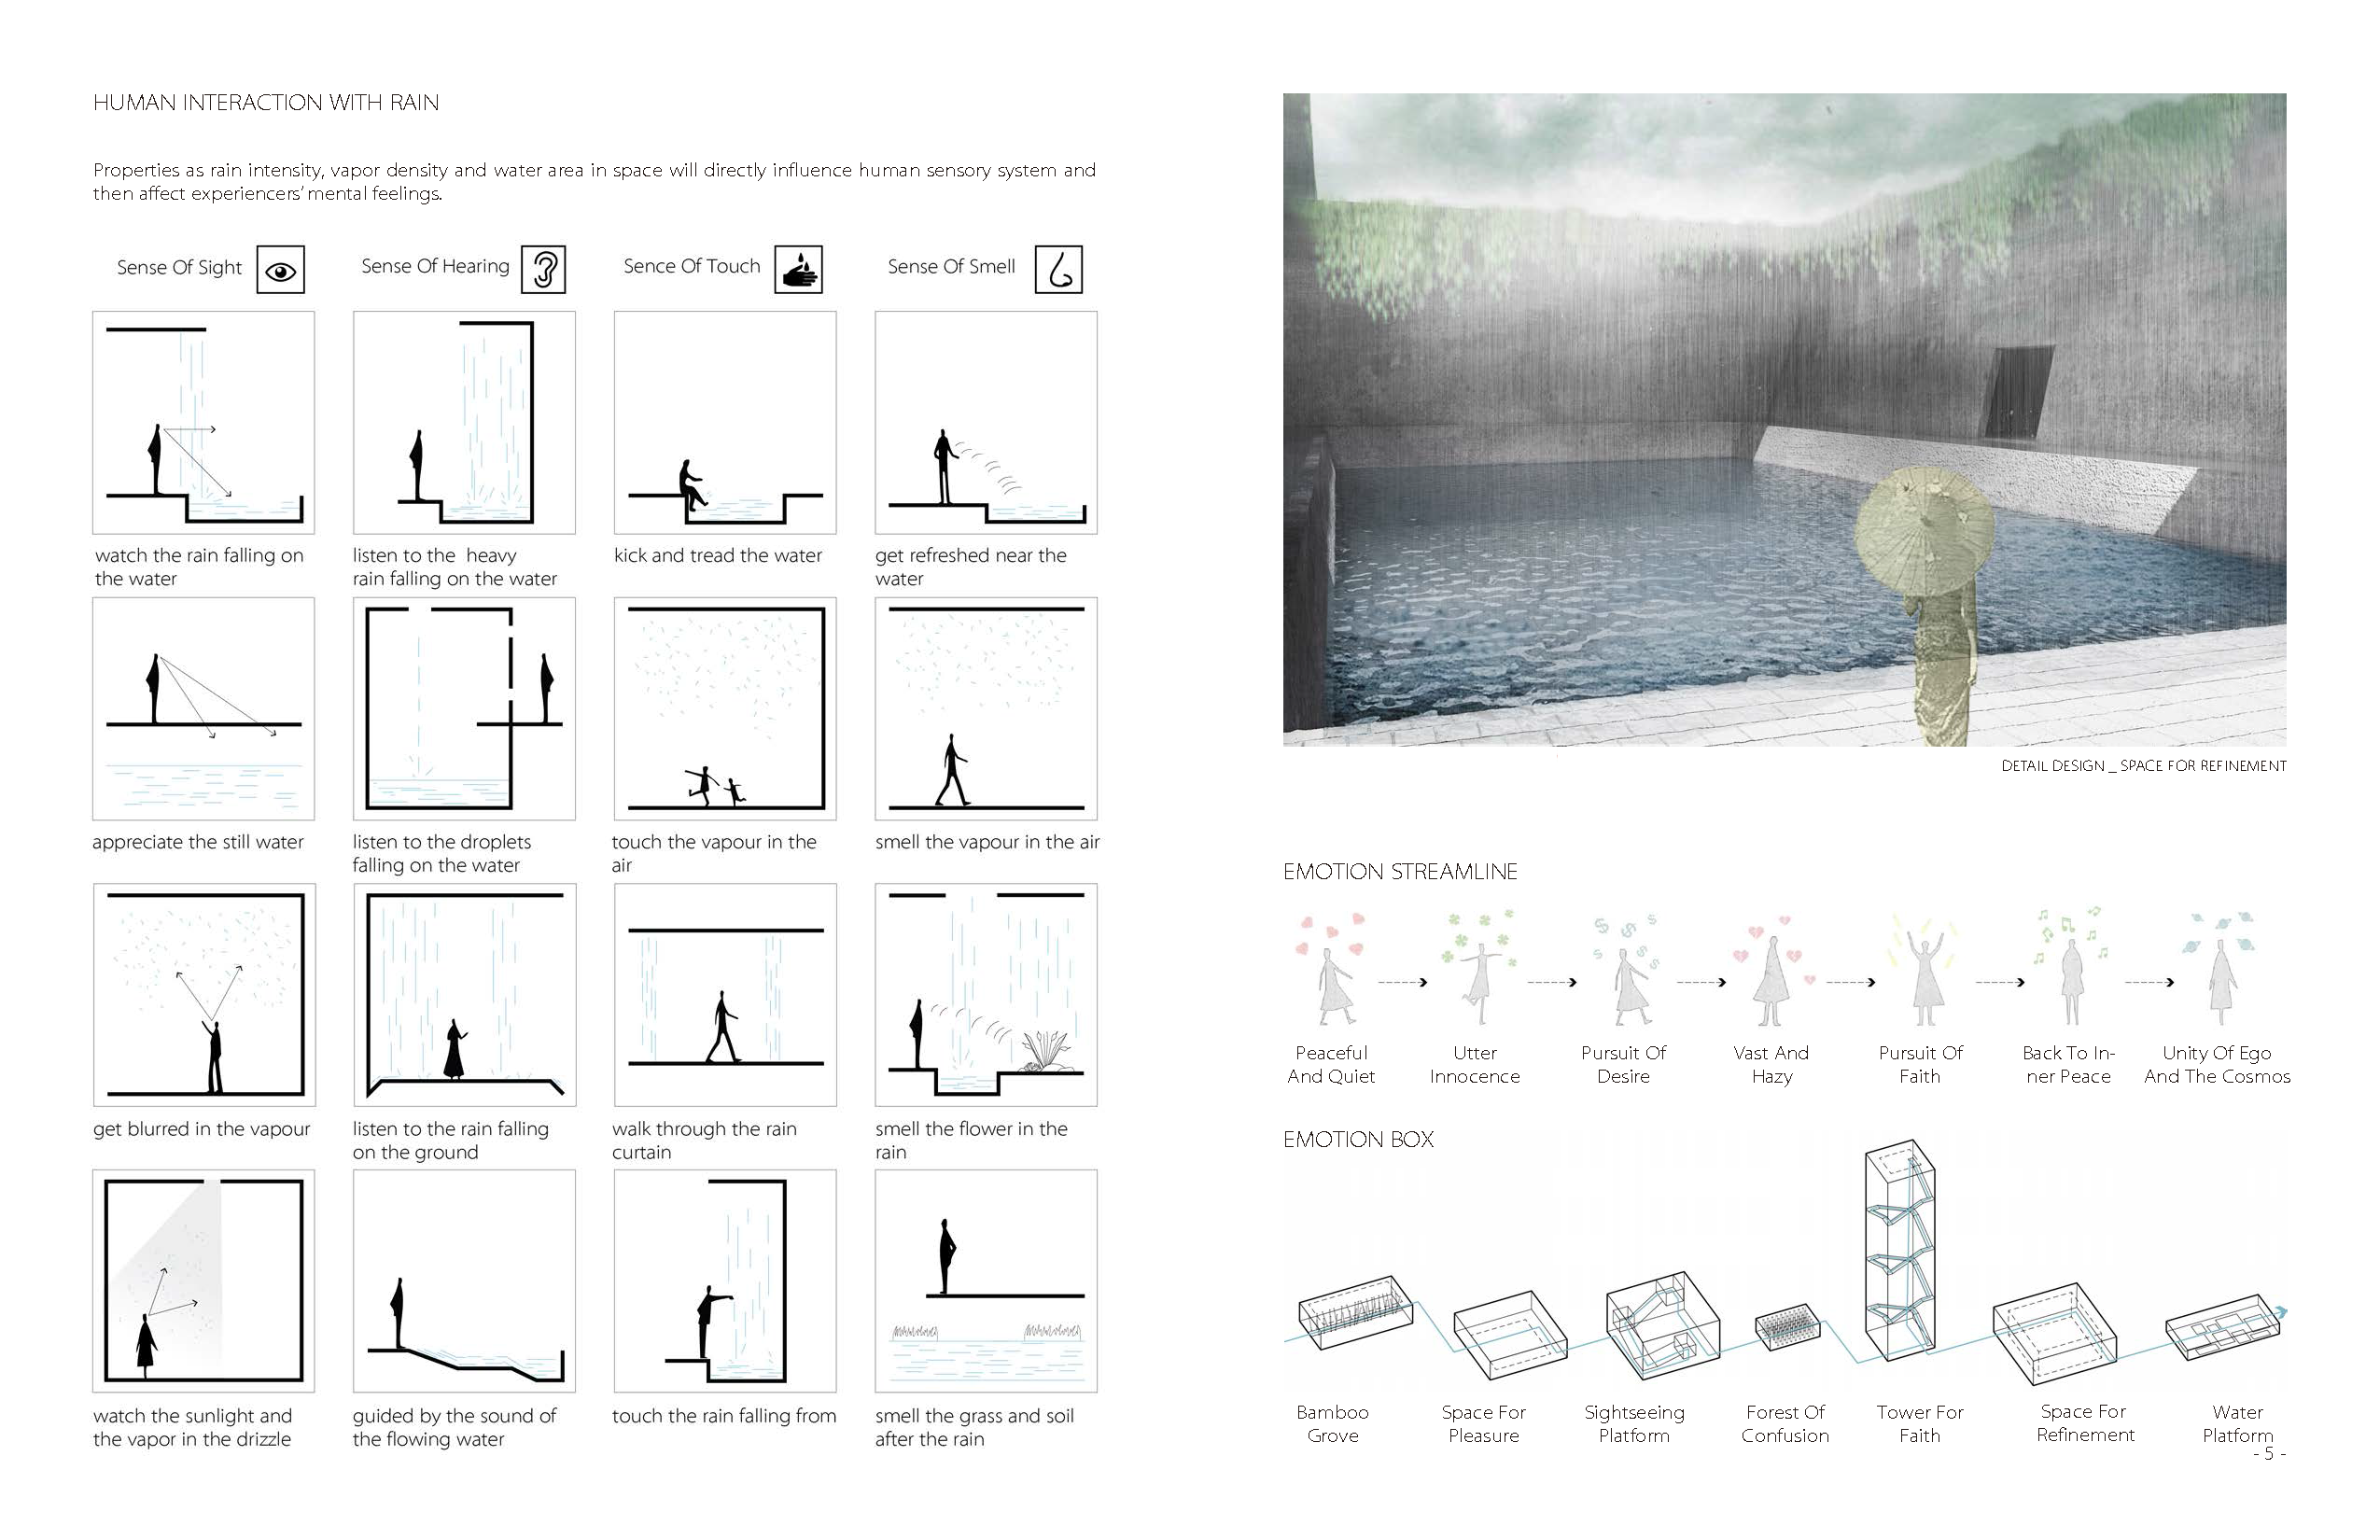 HUMAN INTERACTION WITH RAIN
Properties as rain intensity, vapor density and water area in space will directly influence human sensory system and
then affect experiencers' mental feelings.
Sense Of Sight
Sense Of Hearing
Sence Of Touch
Sense Of Smell
watch the rain falling on
the water
listen to the heavy
rain falling on the water
kick and tread the water
get refreshed near the
water
appreciate the still water
listen to the droplets
falling on the water
touch the vapour in the
air
smell the vapour in the air
get blurred in the vapour
listen to the rain falling
on the ground
walk through the rain
curtain
smell the flower in the
rain
watch the sunlight and
the vapor in the drizzle
guided by the sound of
the flowing water
touch the rain falling from
smell the grass and soil
after the rain
DETAIL DESIGN _ SPACE FOR REFINEMENT
EMOTION STREAMLINE
Peaceful
And Quiet
Utter
Innocence
Pursuit Of
Desire
Vast And
Hazy
Pursuit Of
Faith
Back To In-
ner Peace
Unity Of Ego
And The Cosmos
EMOTION BOX
Bamboo
Grove
Space For
Pleasure
Sightseeing
Platform
Forest Of
Confusion
Tower For
Faith
Space For
Refinement
Water
Platform
- 5 -